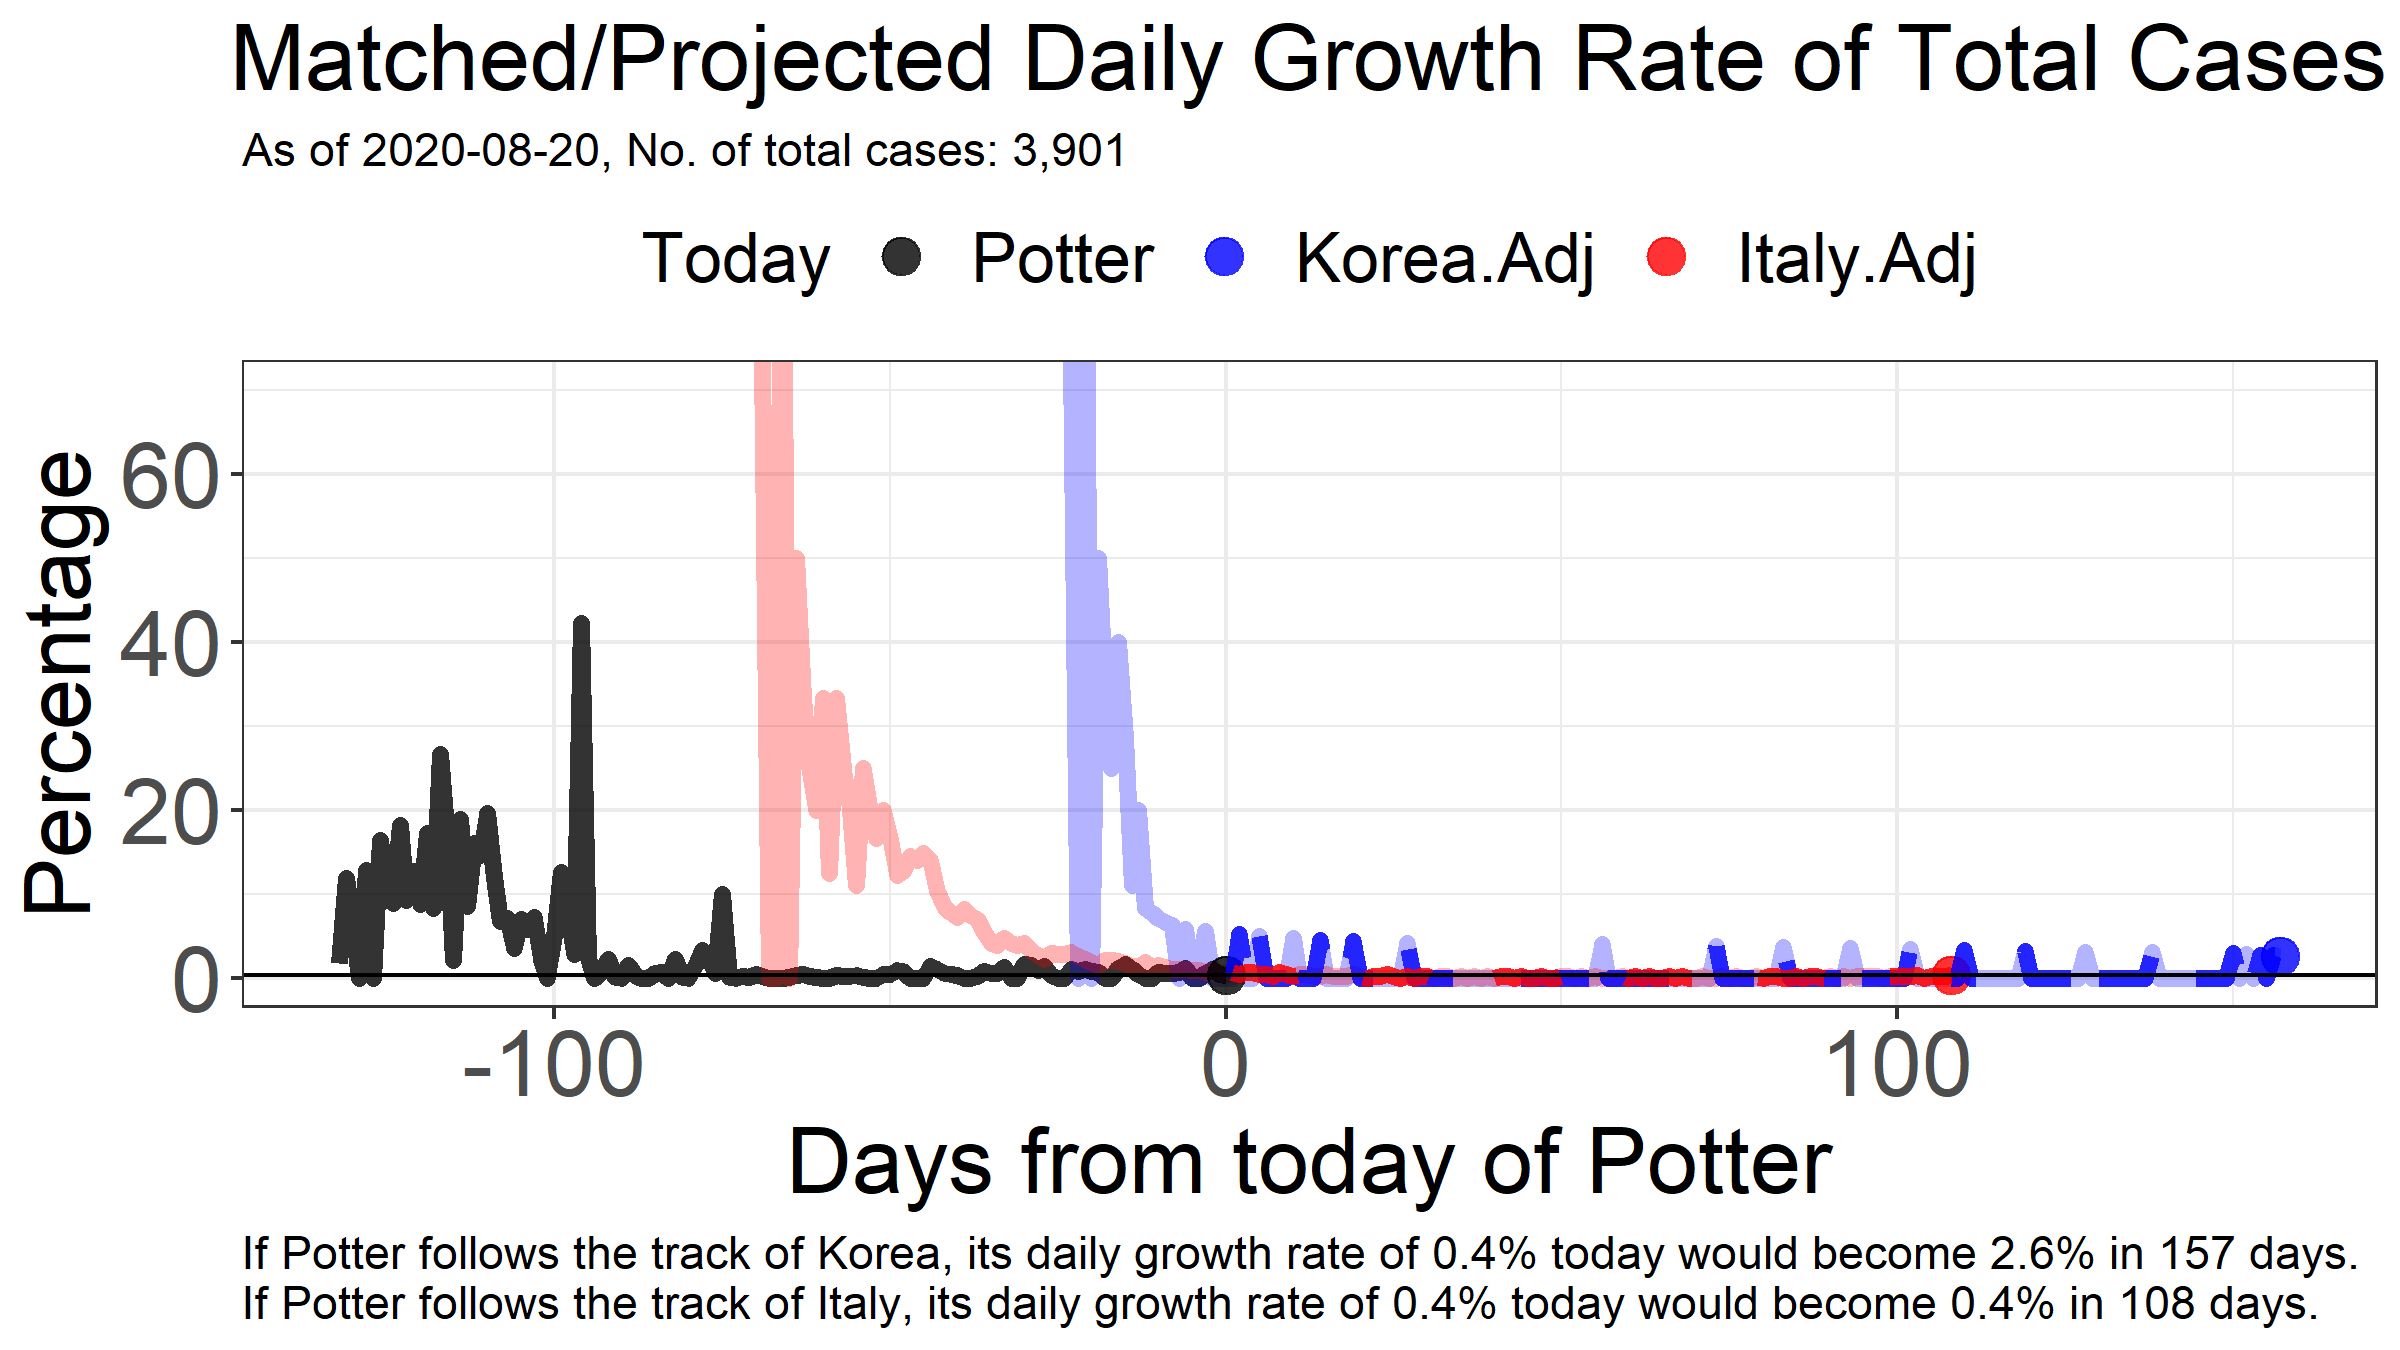 Matched/Projected Daily Growth Rate of Total Cases
As of 2020-08-20, No. of total cases: 3,901
Today Potter Korea.Adj Italy.Adj
Percentage
60
40
20
0
-100 0 100
Days from today of Potter
If Potter follows the track of Korea, its daily growth rate of 0.4% today would become 2.6% in 157 days.
If Potter follows the track of Italy, its daily growth rate of 0.4% today would become 0.4% in 108 days.